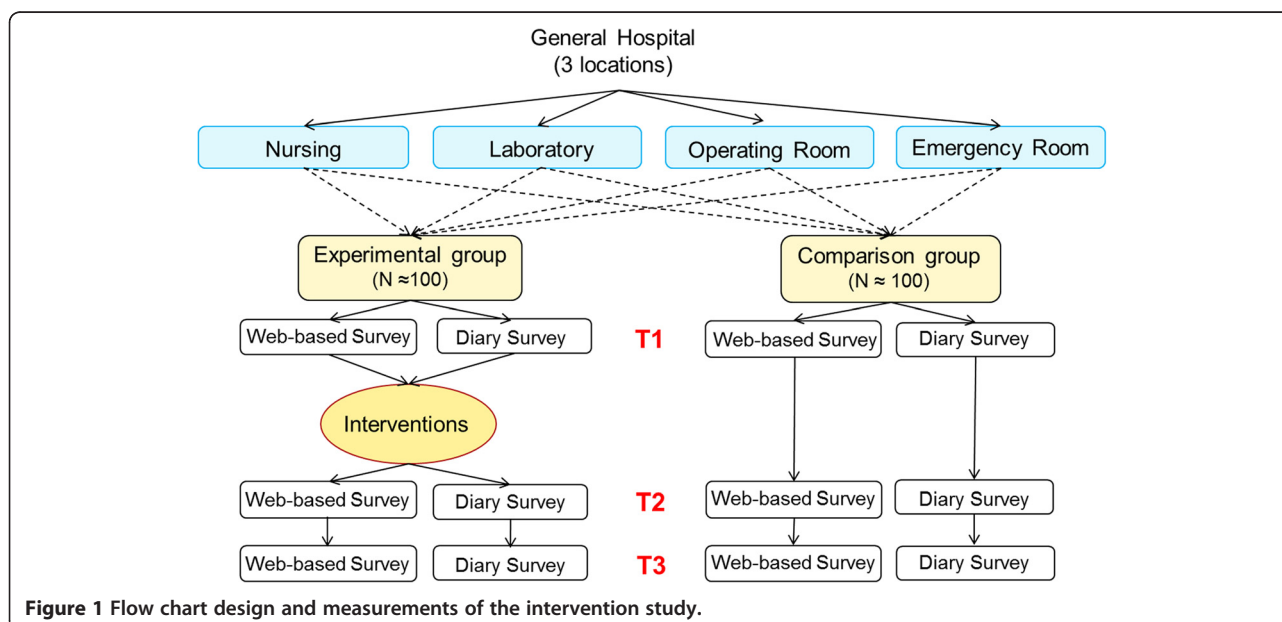 General Hospital
(3 locations)
Nursing
Laboratory
Operating Room
Emergency Room
Experimental group
(N ≈100)
Comparison group
(N ≈ 100)
Web-based Survey
Diary Survey
T1
Web-based Survey
Diary Survey
Interventions
Web-based Survey
Diary Survey
T2
Web-based Survey
Diary Survey
Web-based Survey
Diary Survey
T3
Web-based Survey
Diary Survey
Figure 1 Flow chart design and measurements of the intervention study.